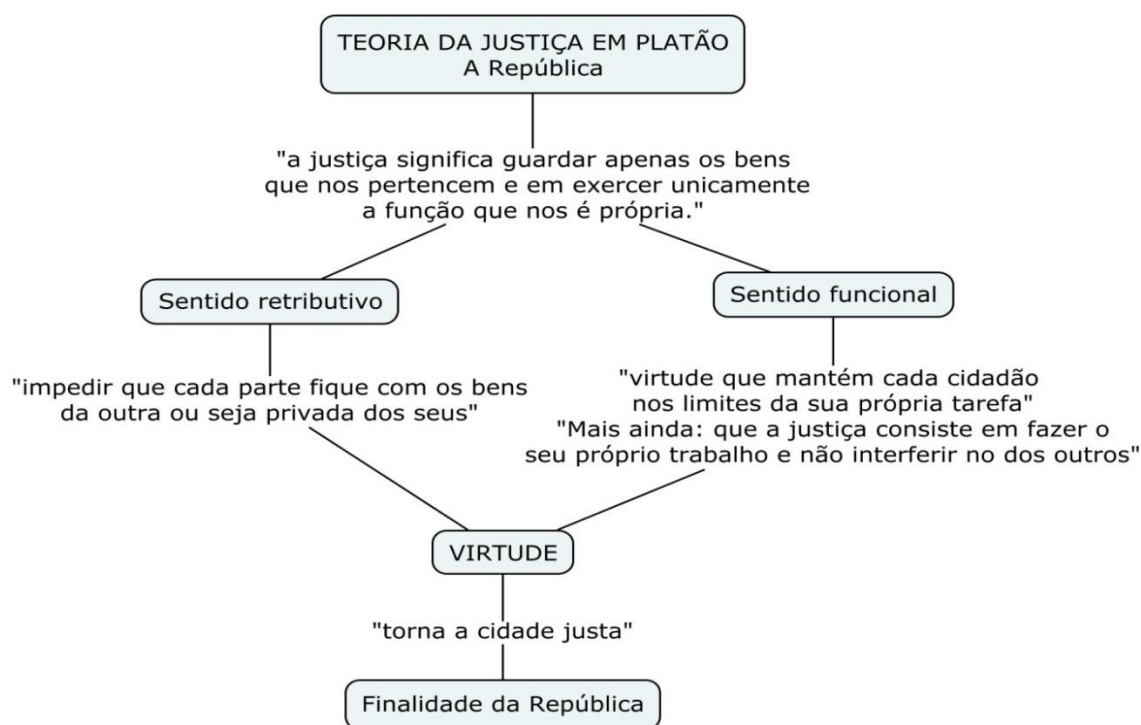 TEORIA DA JUSTIÇA EM PLATÃO
A República
"a justiça significa guardar apenas os bens
que nos pertencem e em exercer unicamente
a função que nos é própria."
Sentido retributivo
Sentido funcional
"impedir que cada parte fique com os bens
da outra ou seja privada dos seus"
"virtude que mantém cada cidadão
nos limites da sua própria tarefa"
"Mais ainda: que a justiça consiste em fazer o
seu próprio trabalho e não interferir no dos outros"
VIRTUDE
"torna a cidade justa"
Finalidade da República